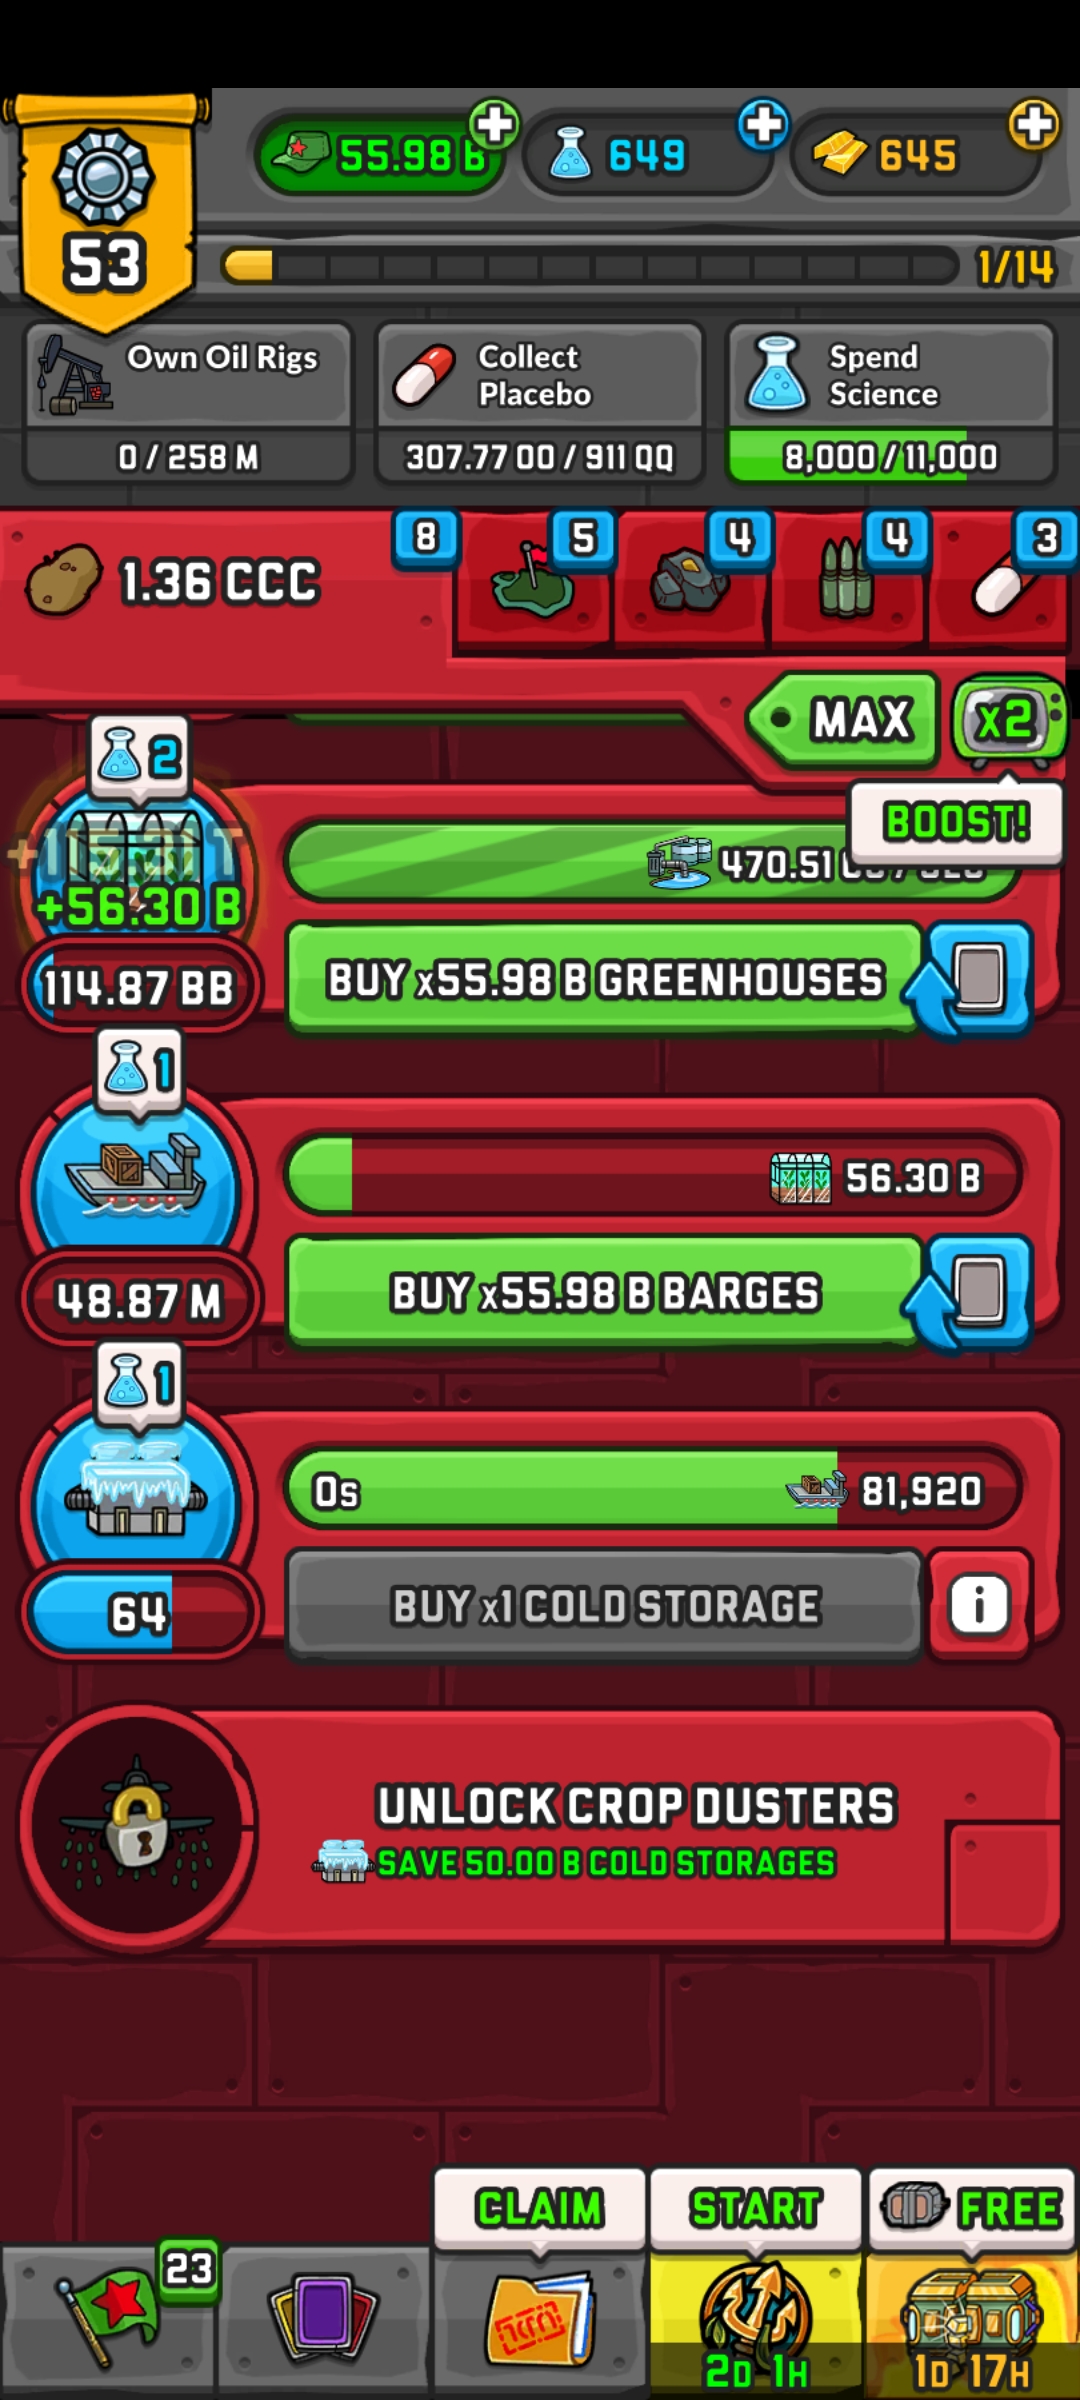 55.98 B
649
645
53
1/14
Own Oil Rigs
0 / 258 M
Collect
Placebo
307.77 OO / 911 QQ
Spend
Science
8,000 / 11,000
1.36 CCC
8
5
4
4
3
MAX
x2
BOOST!
2
+56.30 B
470.51
114.87 BB
BUY x55.98 B GREENHOUSES
1
56.30 B
48.87 M
BUY x55.98 B BARGES
1
0s
81,920
64
BUY x1 COLD STORAGE
i
UNLOCK CROP DUSTERS
SAVE 50.00 B COLD STORAGES
CLAIM
START
FREE
23
2D 1H
1D 17H